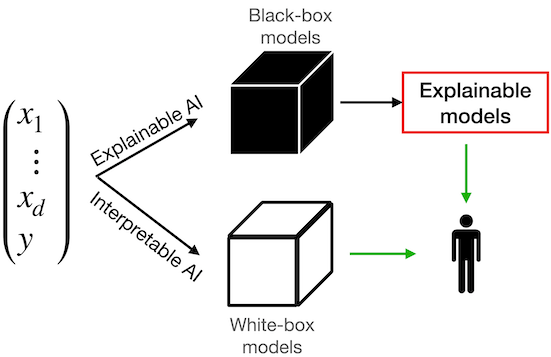 Black-box
models
x1
⋮
xd
y
Explainable AI
Interpretable AI
Explainable
models
White-box
models